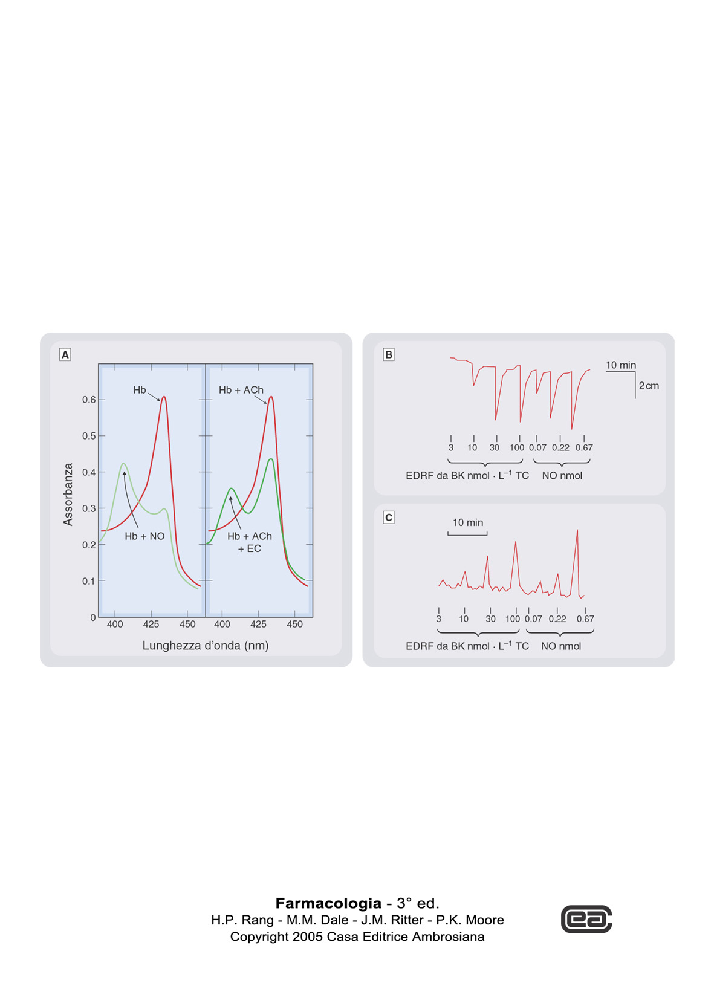 A
Hb
Hb + ACh
0.6
0.5
0.4
0.3
0.2
0.1
0
Assorbanza
Hb + NO
Hb + ACh
+ EC
400 425 450 400 425 450
Lunghezza d’onda (nm)
B
10 min
2 cm
3 10 30 100 0.07 0.22 0.67
EDRF da BK nmol · L⁻¹ TC NO nmol
C
10 min
3 10 30 100 0.07 0.22 0.67
EDRF da BK nmol · L⁻¹ TC NO nmol
Farmacologia - 3° ed.
H.P. Rang - M.M. Dale - J.M. Ritter - P.K. Moore
Copyright 2005 Casa Editrice Ambrosiana
ea